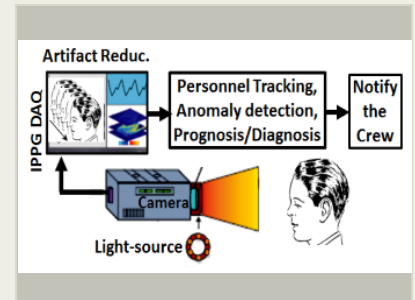 Artifact Reduc.
IPPG DAQ
Personnel Tracking,
Anomaly detection,
Prognosis/Diagnosis
Notify
the
Crew
Camera
Light-source